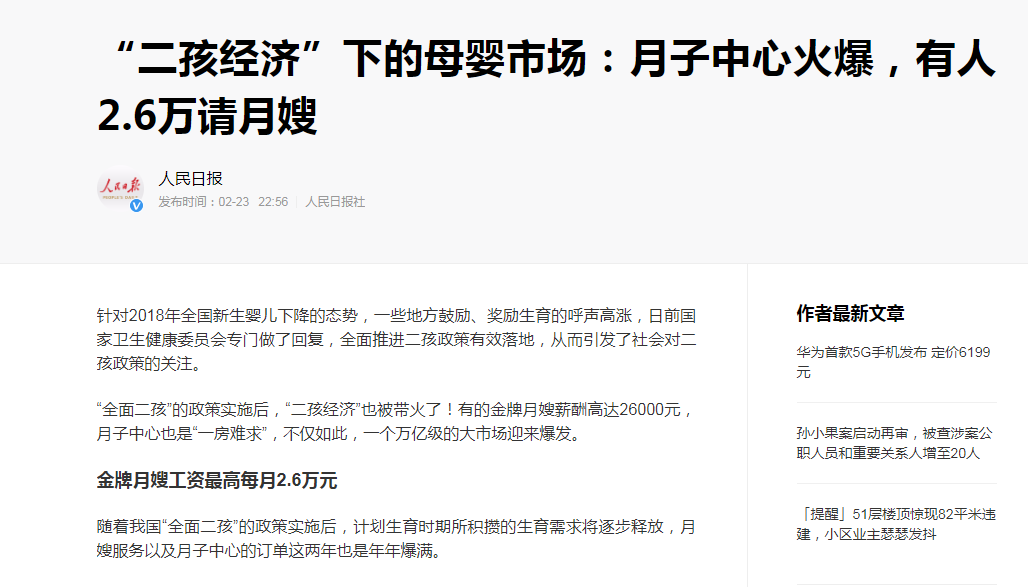 “二孩经济”下的母婴市场：月子中心火爆，有人
2.6万请月嫂
人民日报
人民日报
发布时间：02-23 22:56 人民日报社
针对2018年全国新生婴儿下降的态势，一些地方鼓励、奖励生育的呼声高涨，日前国
家卫生健康委员会专门做了回复，全面推进二孩政策有效落地，从而引发了社会对二
孩政策的关注。
“全面二孩”的政策实施后，“二孩经济”也被带火了！有的金牌月嫂薪酬高达26000元，
月子中心也是“一房难求”，不仅如此，一个万亿级的大市场迎来爆发。
金牌月嫂工资最高每月2.6万元
随着我国“全面二孩”的政策实施后，计划生育时期所积攒的生育需求将逐步释放，月
嫂服务以及月子中心的订单这两年也是年年爆满。
作者最新文章
华为首款5G手机发布 定价6199
元
孙小果案启动再审，被查涉案公
职人员和重要关系人增至20人
「提醒」51层楼顶惊现82平米违
建，小区业主瑟瑟发抖